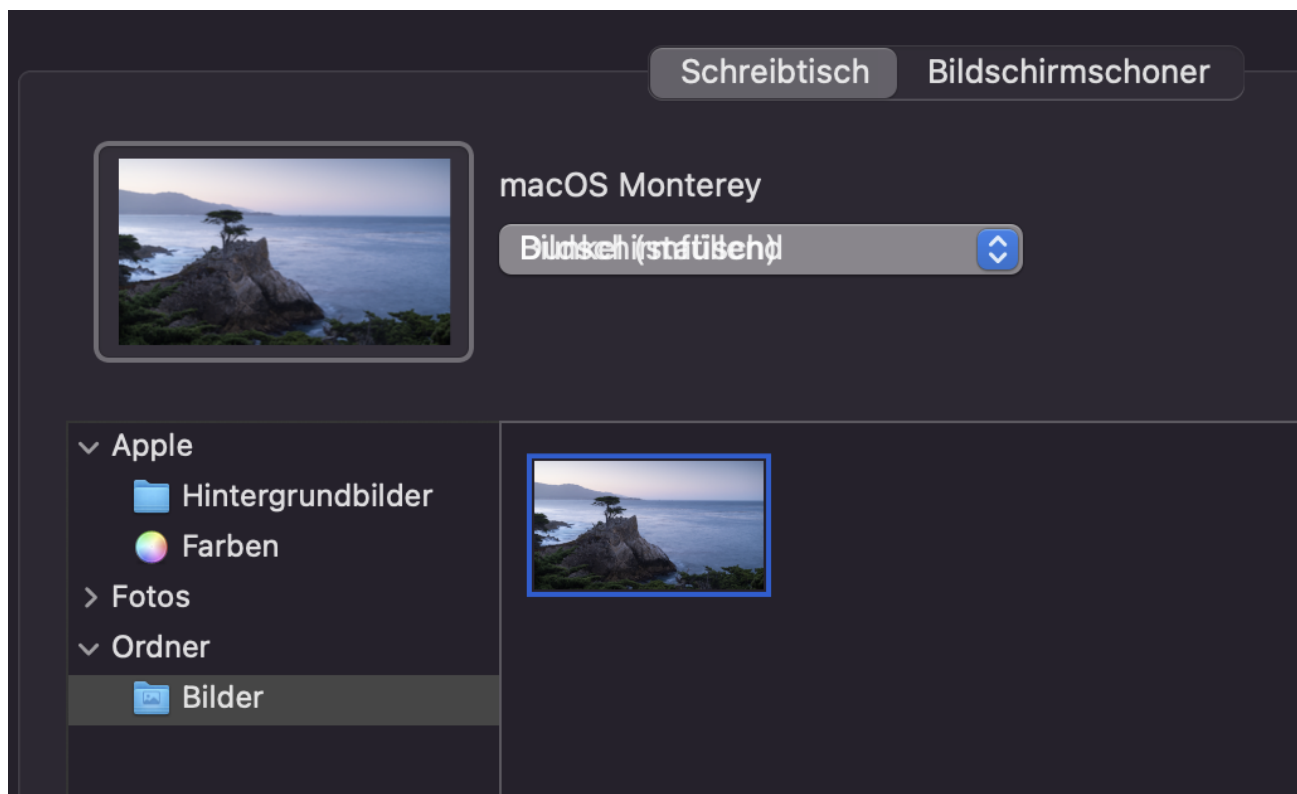 Schreibtisch Bildschirmschoner
macOS Monterey
Apple
Hintergrundbilder
Farben
Fotos
Ordner
Bilder